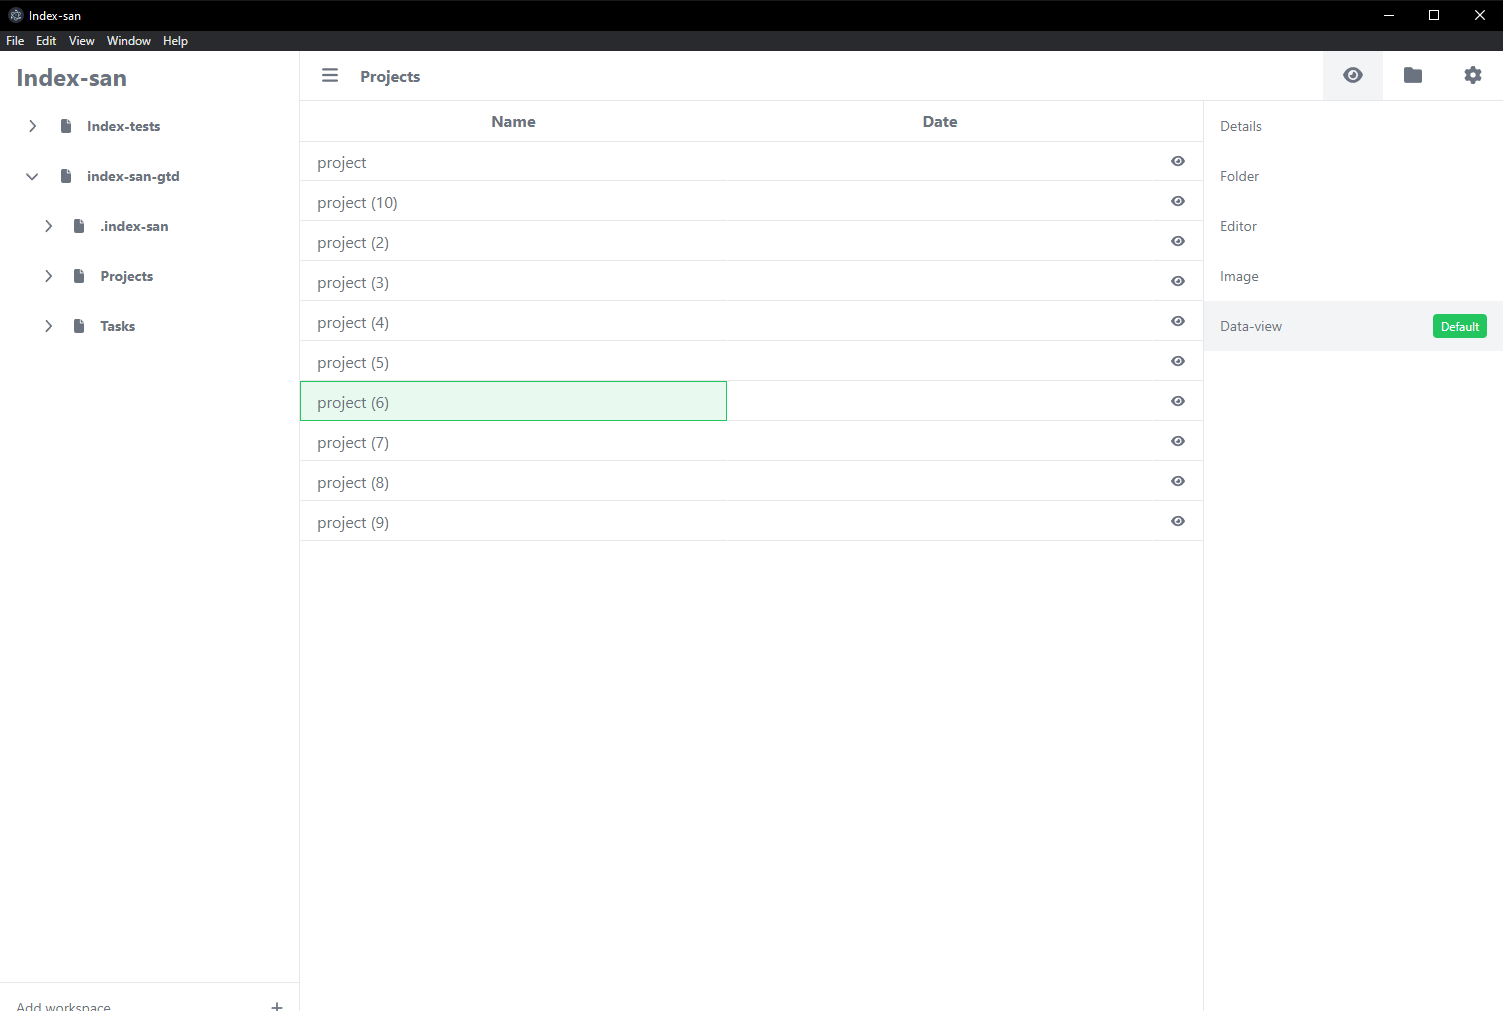 Index-san
File Edit View Window Help
Index-san
Index-tests
index-san-gtd
.index-san
Projects
Tasks
Add workspace
Projects
Name Date
project
project (10)
project (2)
project (3)
project (4)
project (5)
project (6)
project (7)
project (8)
project (9)
Details
Folder
Editor
Image
Data-view Default